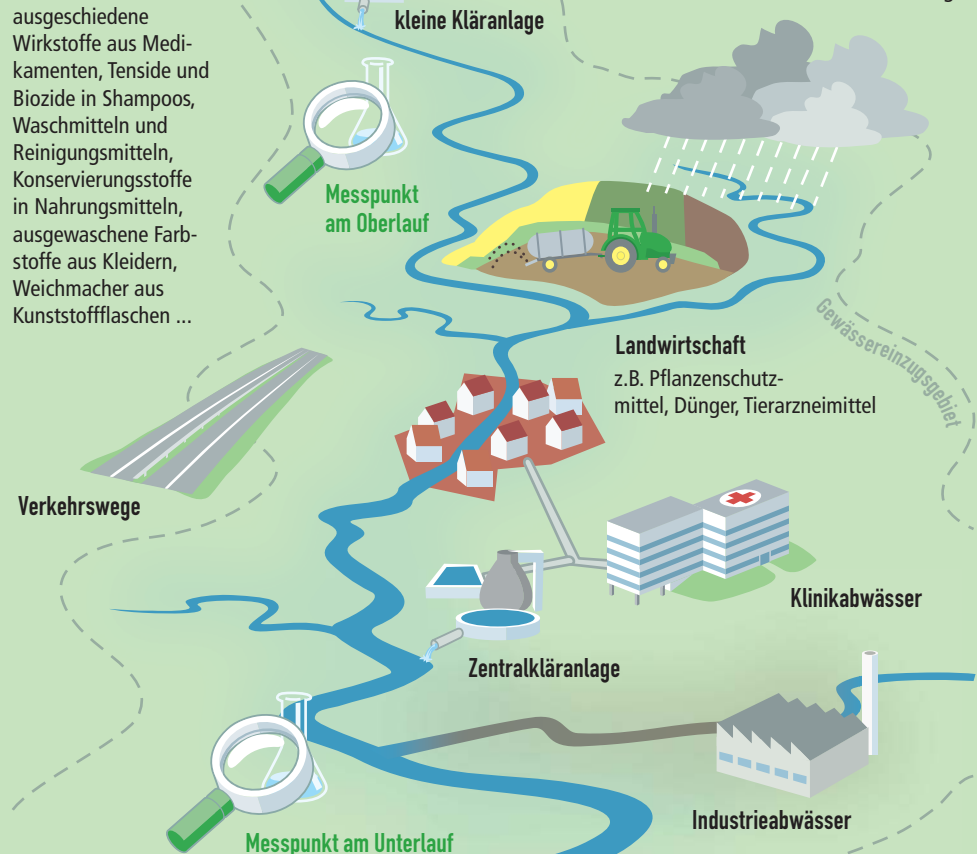 ausgeschiedene
Wirkstoffe aus Medi-
kamenten, Tenside und
Biozide in Shampoos,
Waschmitteln und
Reinigungsmitteln,
Konservierungsstoffe
in Nahrungsmitteln,
ausgewaschene Farb-
stoffe aus Kleidern,
Weichmacher aus
Kunststoffflaschen ...
kleine Kläranlage
Messpunkt
am Oberlauf
Landwirtschaft
z.B. Pflanzenschutz-
mittel, Dünger, Tierarzneimittel
Gewässereinzugsgebiet
Verkehrswege
Klinikabwässer
Zentralkläranlage
Industrieabwässer
Messpunkt am Unterlauf